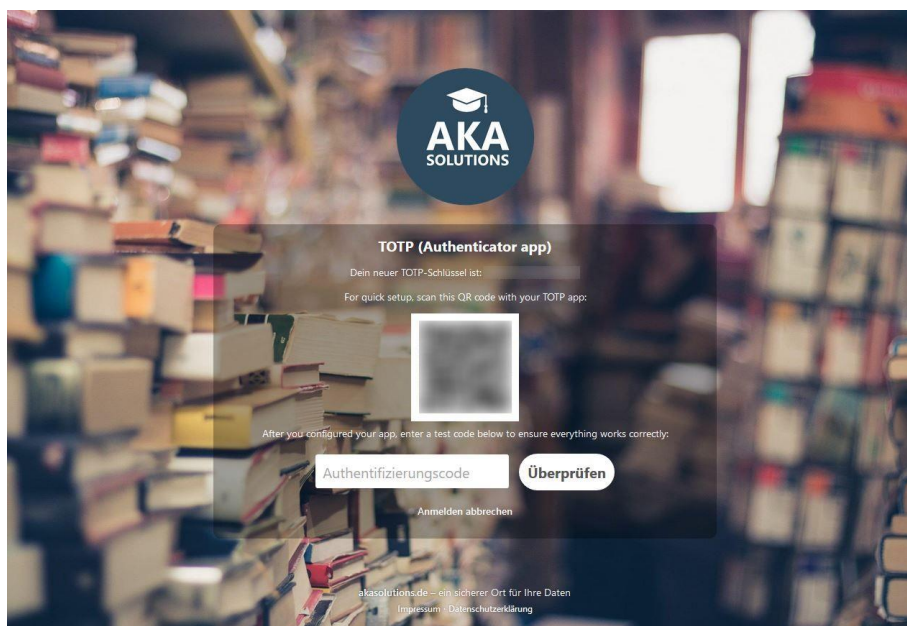 AKA
SOLUTIONS
TOTP (Authenticator app)
Dein neuer TOTP-Schlüssel ist:
For quick setup, scan this QR code with your TOTP app:
After you configured your app, enter a test code below to ensure everything works correctly:
Authentifizierungscode
Überprüfen
Anmelden abbrechen
akasolutions.de – ein sicherer Ort für Ihre Daten
Impressum · Datenschutzerklärung